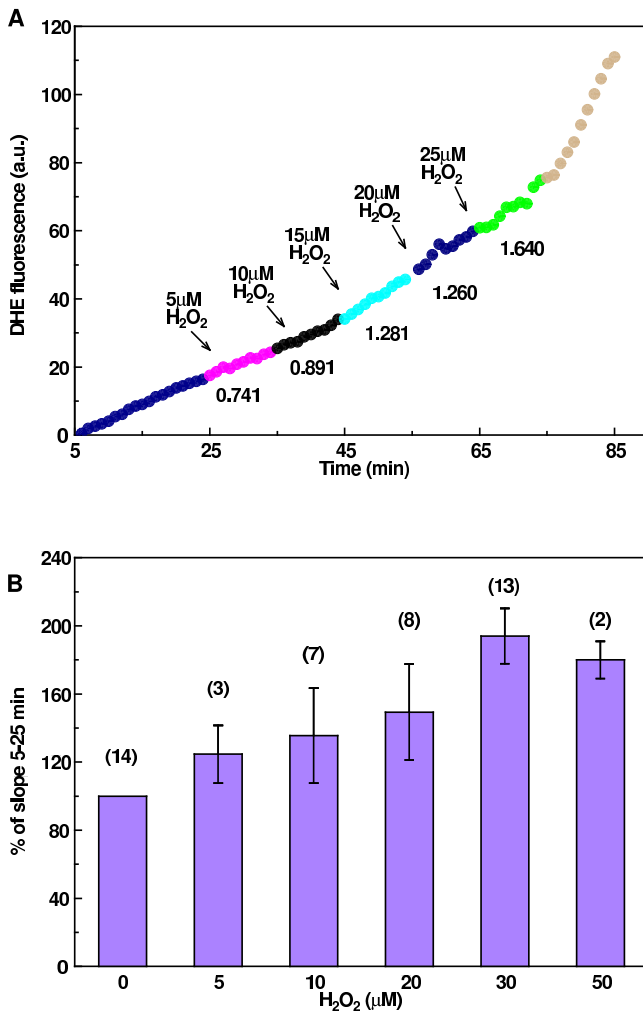 A
DHE fluorescence (a.u.)
120
100
80
60
40
20
0
25µM
H₂O₂
20µM
H₂O₂
15µM
H₂O₂
10µM
H₂O₂
5µM
H₂O₂
1.640
1.260
1.281
0.891
0.741
5 25 45 65 85
Time (min)
B
% of slope 5-25 min
240
200
160
120
80
40
0
(14) (3) (7) (8) (13) (2)
0 5 10 20 30 50
H₂O₂ (µM)